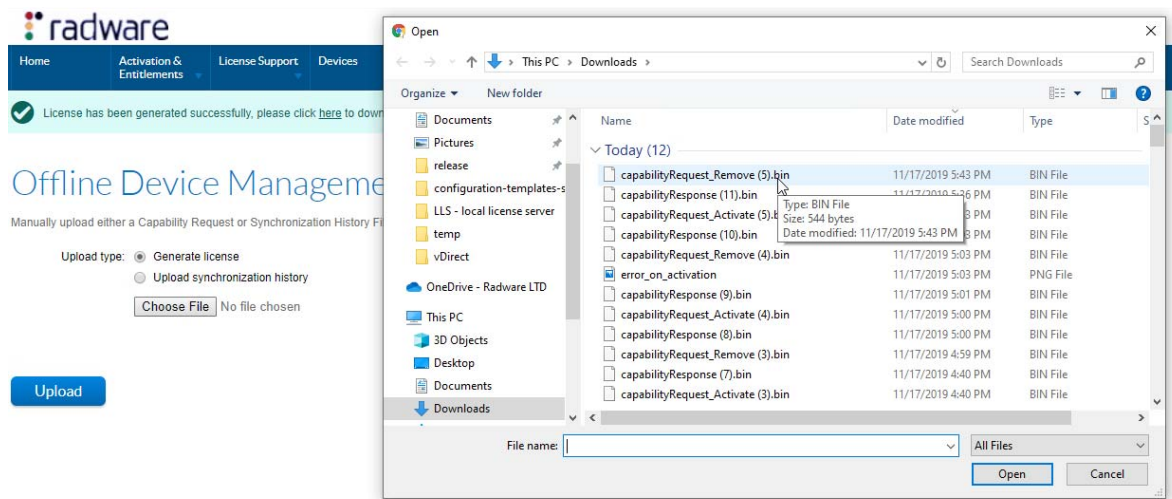 radware
Home
Activation & Entitlements
License Support
Devices
License has been generated successfully, please click here to down
Offline Device Manageme
Manually upload either a Capability Request or Synchronization History Fi
Upload type:
Generate license
Upload synchronization history
Choose File No file chosen
Upload
Open
This PC > Downloads >
Search Downloads
Organize
New folder
Documents
Pictures
release
configuration-templates-s
LLS - local license server
temp
vDirect
OneDrive - Radware LTD
This PC
3D Objects
Desktop
Documents
Downloads
Name Date modified Type S
Today (12)
capabilityRequest_Remove (5).bin 11/17/2019 5:43 PM BIN File
capabilityResponse (11).bin 11/17/2019 5:36 PM BIN File
capabilityRequest_Activate (5).b 3 PM BIN File
capabilityResponse (10).bin 3 PM BIN File
Type: BIN File
Size: 544 bytes
Date modified: 11/17/2019 5:43 PM
capabilityRequest_Remove (4).bin 11/17/2019 5:03 PM BIN File
error_on_activation 11/17/2019 5:03 PM PNG File
capabilityResponse (9).bin 11/17/2019 5:01 PM BIN File
capabilityRequest_Activate (4).bin 11/17/2019 5:00 PM BIN File
capabilityResponse (8).bin 11/17/2019 5:00 PM BIN File
capabilityRequest_Remove (3).bin 11/17/2019 4:59 PM BIN File
capabilityResponse (7).bin 11/17/2019 4:40 PM BIN File
capabilityRequest_Activate (3).bin 11/17/2019 4:40 PM BIN File
File name:
All Files
Open
Cancel